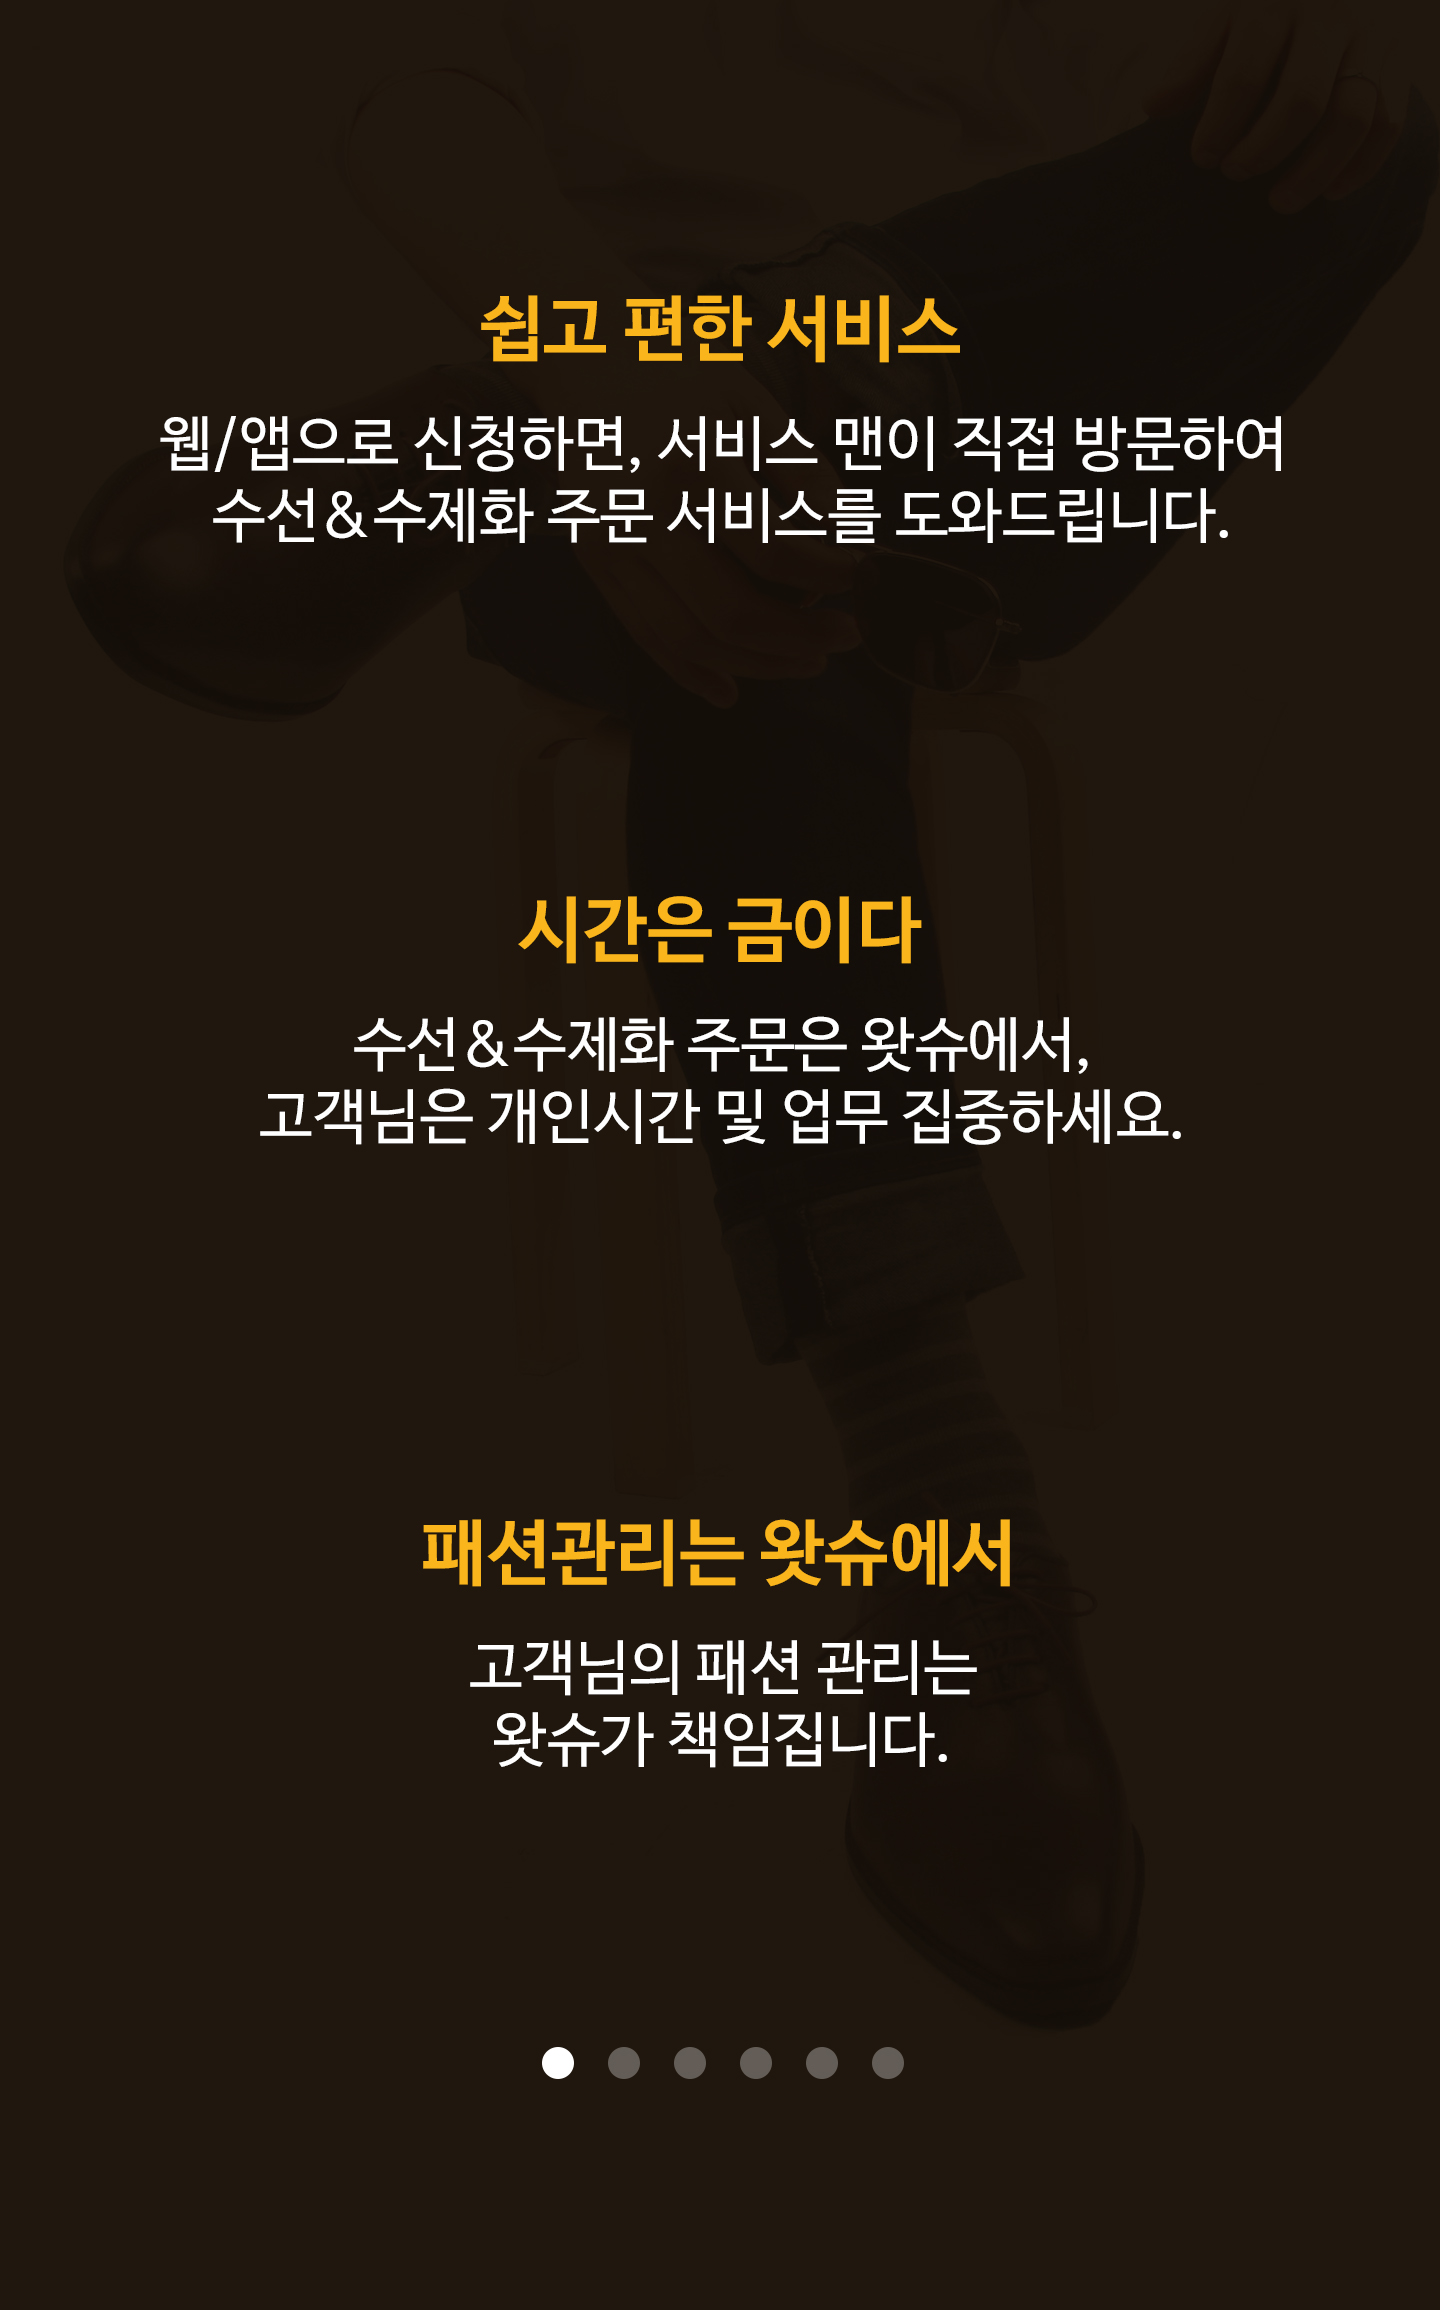 쉽고 편한 서비스
웹/앱으로 신청하면, 서비스 맨이 직접 방문하여
수선&수제화 주문 서비스를 도와드립니다.
시간은 금이다
수선&수제화 주문은 왓슈에서,
고객님은 개인시간 및 업무 집중하세요.
패션관리는 왓슈에서
고객님의 패션 관리는
왓슈가 책임집니다.